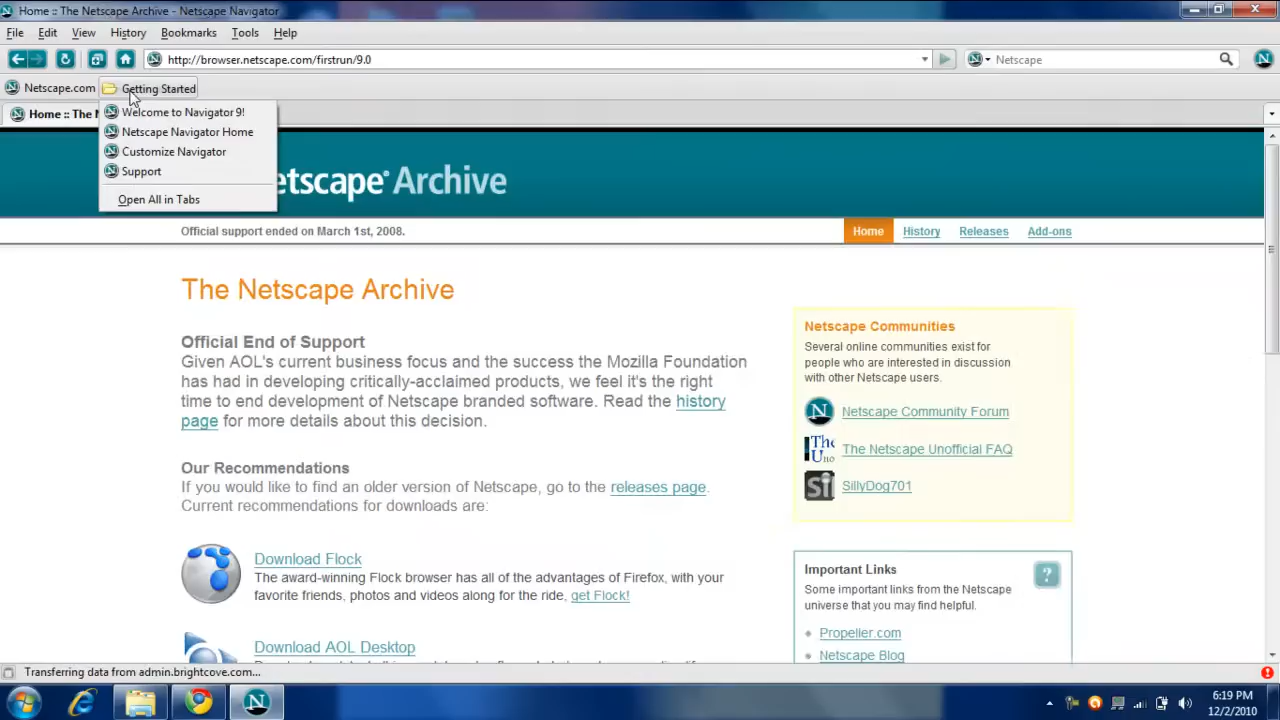 Home :: The Netscape Archive - Netscape Navigator
File Edit View History Bookmarks Tools Help
http://browser.netscape.com/firstrun/9.0
Netscape
Netscape.com Getting Started
Home :: The N
Welcome to Navigator 9!
Netscape Navigator Home
Customize Navigator
Support
Open All in Tabs
etscape® Archive
Official support ended on March 1st, 2008.
Home History Releases Add-ons
The Netscape Archive
Official End of Support
Given AOL's current business focus and the success the Mozilla Foundation
has had in developing critically-acclaimed products, we feel it's the right
time to end development of Netscape branded software. Read the history
page for more details about this decision.
Our Recommendations
If you would like to find an older version of Netscape, go to the releases page.
Current recommendations for downloads are:
Download Flock
The award-winning Flock browser has all of the advantages of Firefox, with your
favorite friends, photos and videos along for the ride, get Flock!
Download AOL Desktop
Netscape Communities
Several online communities exist for
people who are interested in discussion
with other Netscape users.
Netscape Community Forum
The
Uno
The Netscape Unofficial FAQ
si
SillyDog701
Important Links
?
Some important links from the Netscape
universe that you may find helpful.
Propeller.com
Netscape Blog
Transferring data from admin.brightcove.com...
6:19 PM
12/2/2010